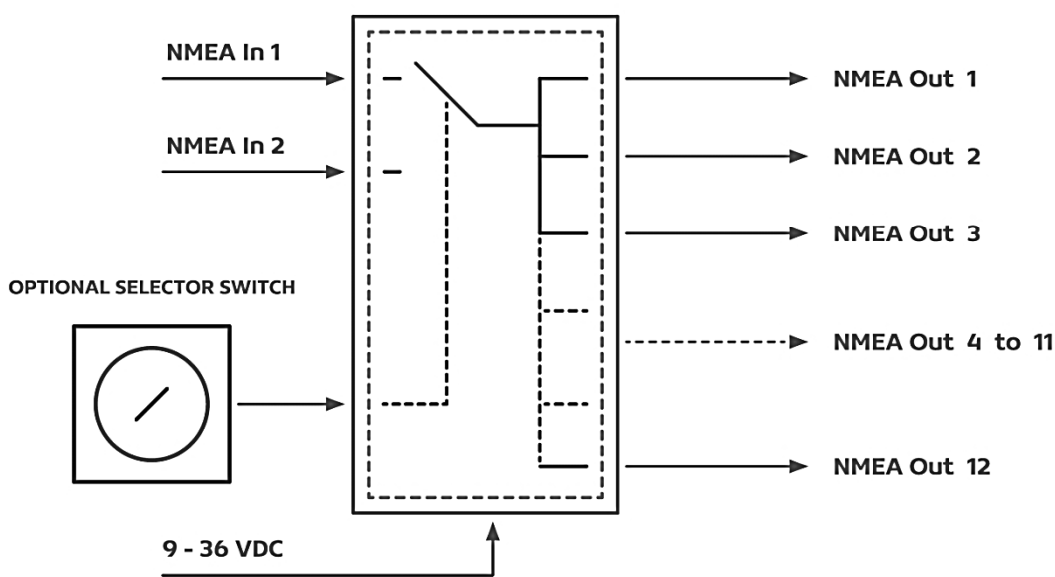 NMEA In 1
NMEA Out 1
NMEA In 2
NMEA Out 2
NMEA Out 3
OPTIONAL SELECTOR SWITCH
NMEA Out 4 to 11
NMEA Out 12
9 - 36 VDC